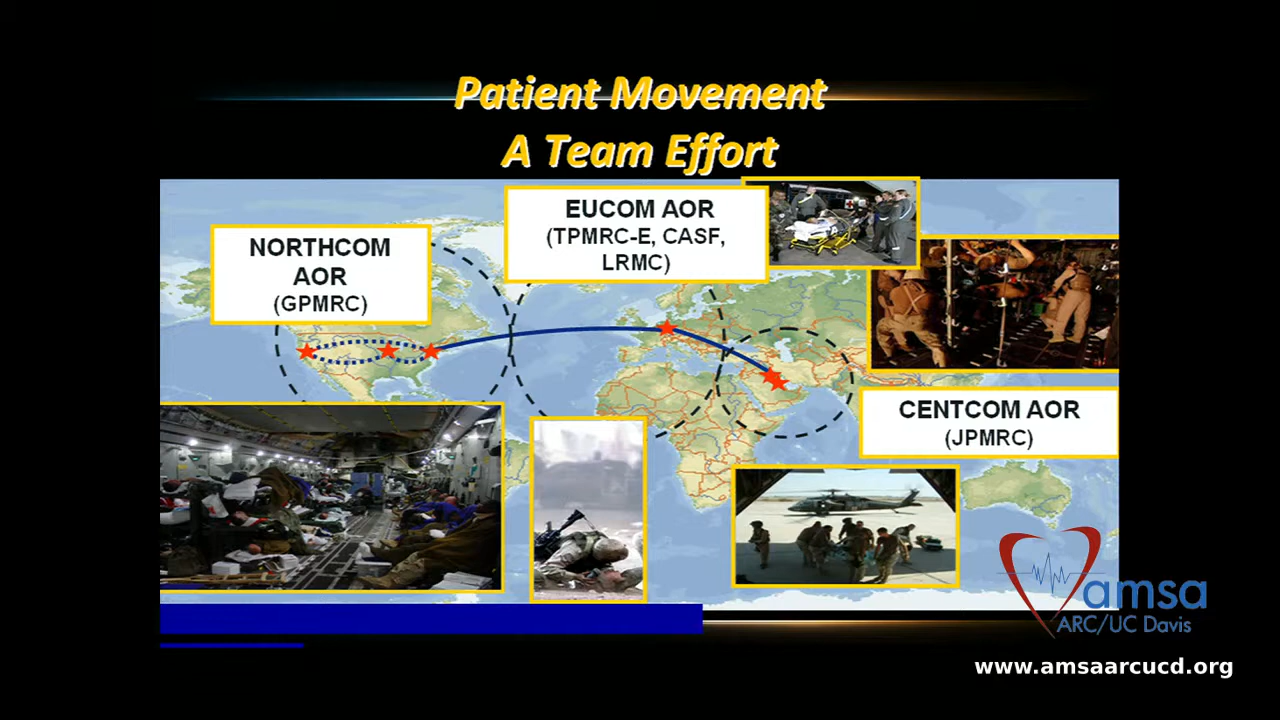 Patient Movement
A Team Effort
NORTHCOM
AOR
(GPMRC)
EUCOM AOR
(TPMRC-E, CASF,
LRMC)
CENTCOM AOR
(JPMRC)
amsa
ARC/UC Davis
www.amsaarcucd.org